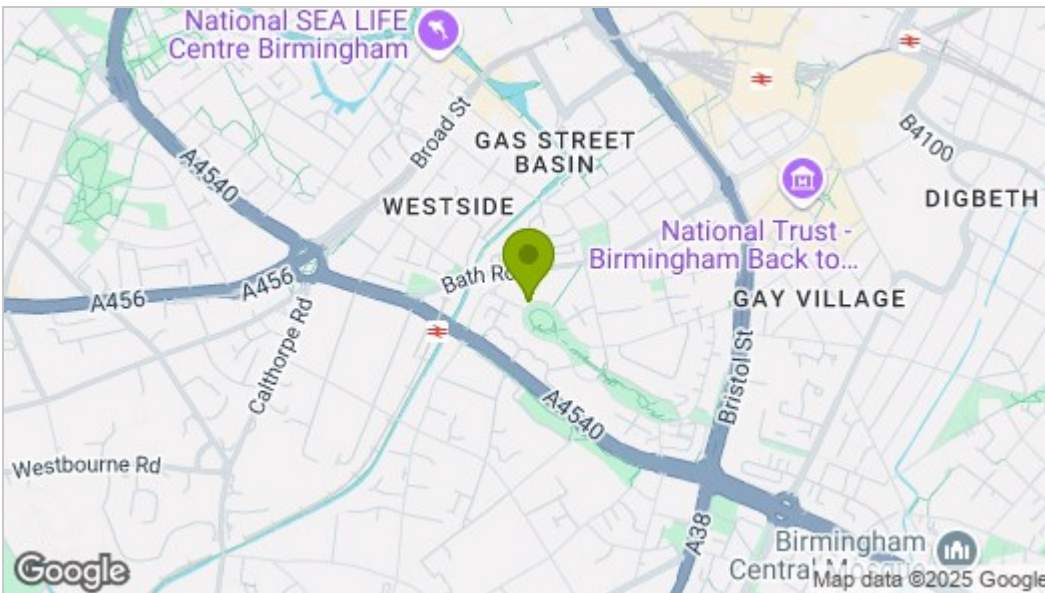 National SEA LIFE
Centre Birmingham
Broad St
GAS STREET
BASIN
B4100
A4540
WESTSIDE
DIGBETH
National Trust -
Birmingham Back to...
Bath
A456
A456
GAY VILLAGE
Calthorpe Rd
Bristol St
A4540
Westbourne Rd
A38
Birmingham
Central
Google
Map data ©2025 Google